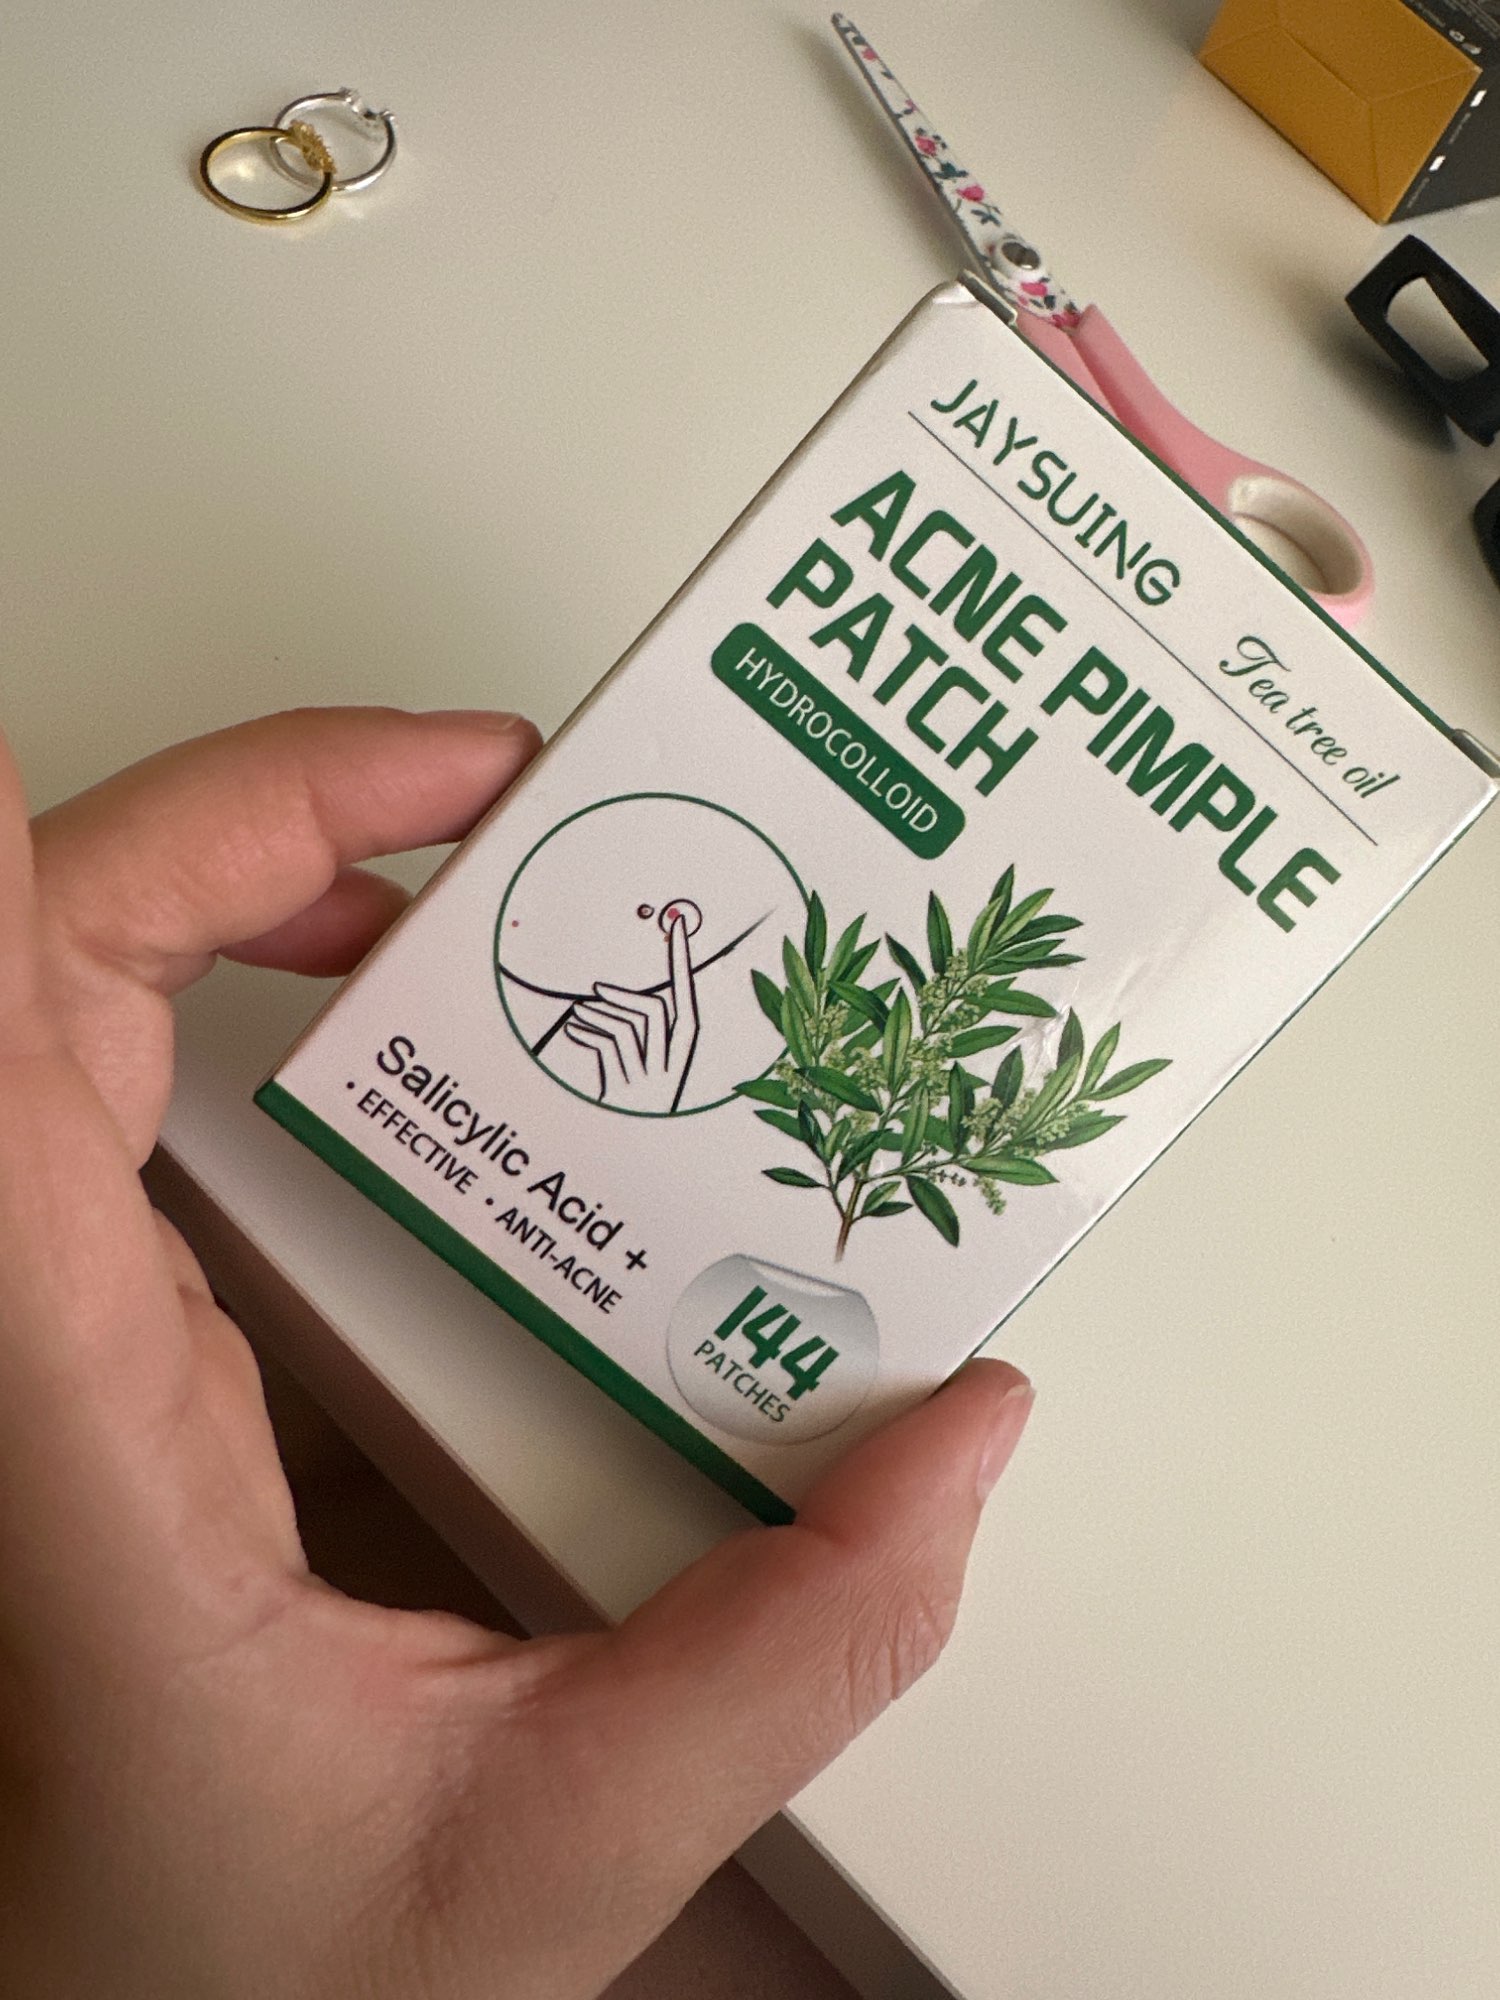 JAYSUING
Tea tree oil
ACNE PIMPLE
PATCH
HYDROCOLLOID
Salicylic Acid +
• EFFECTIVE • ANTI-ACNE
144
PATCHES